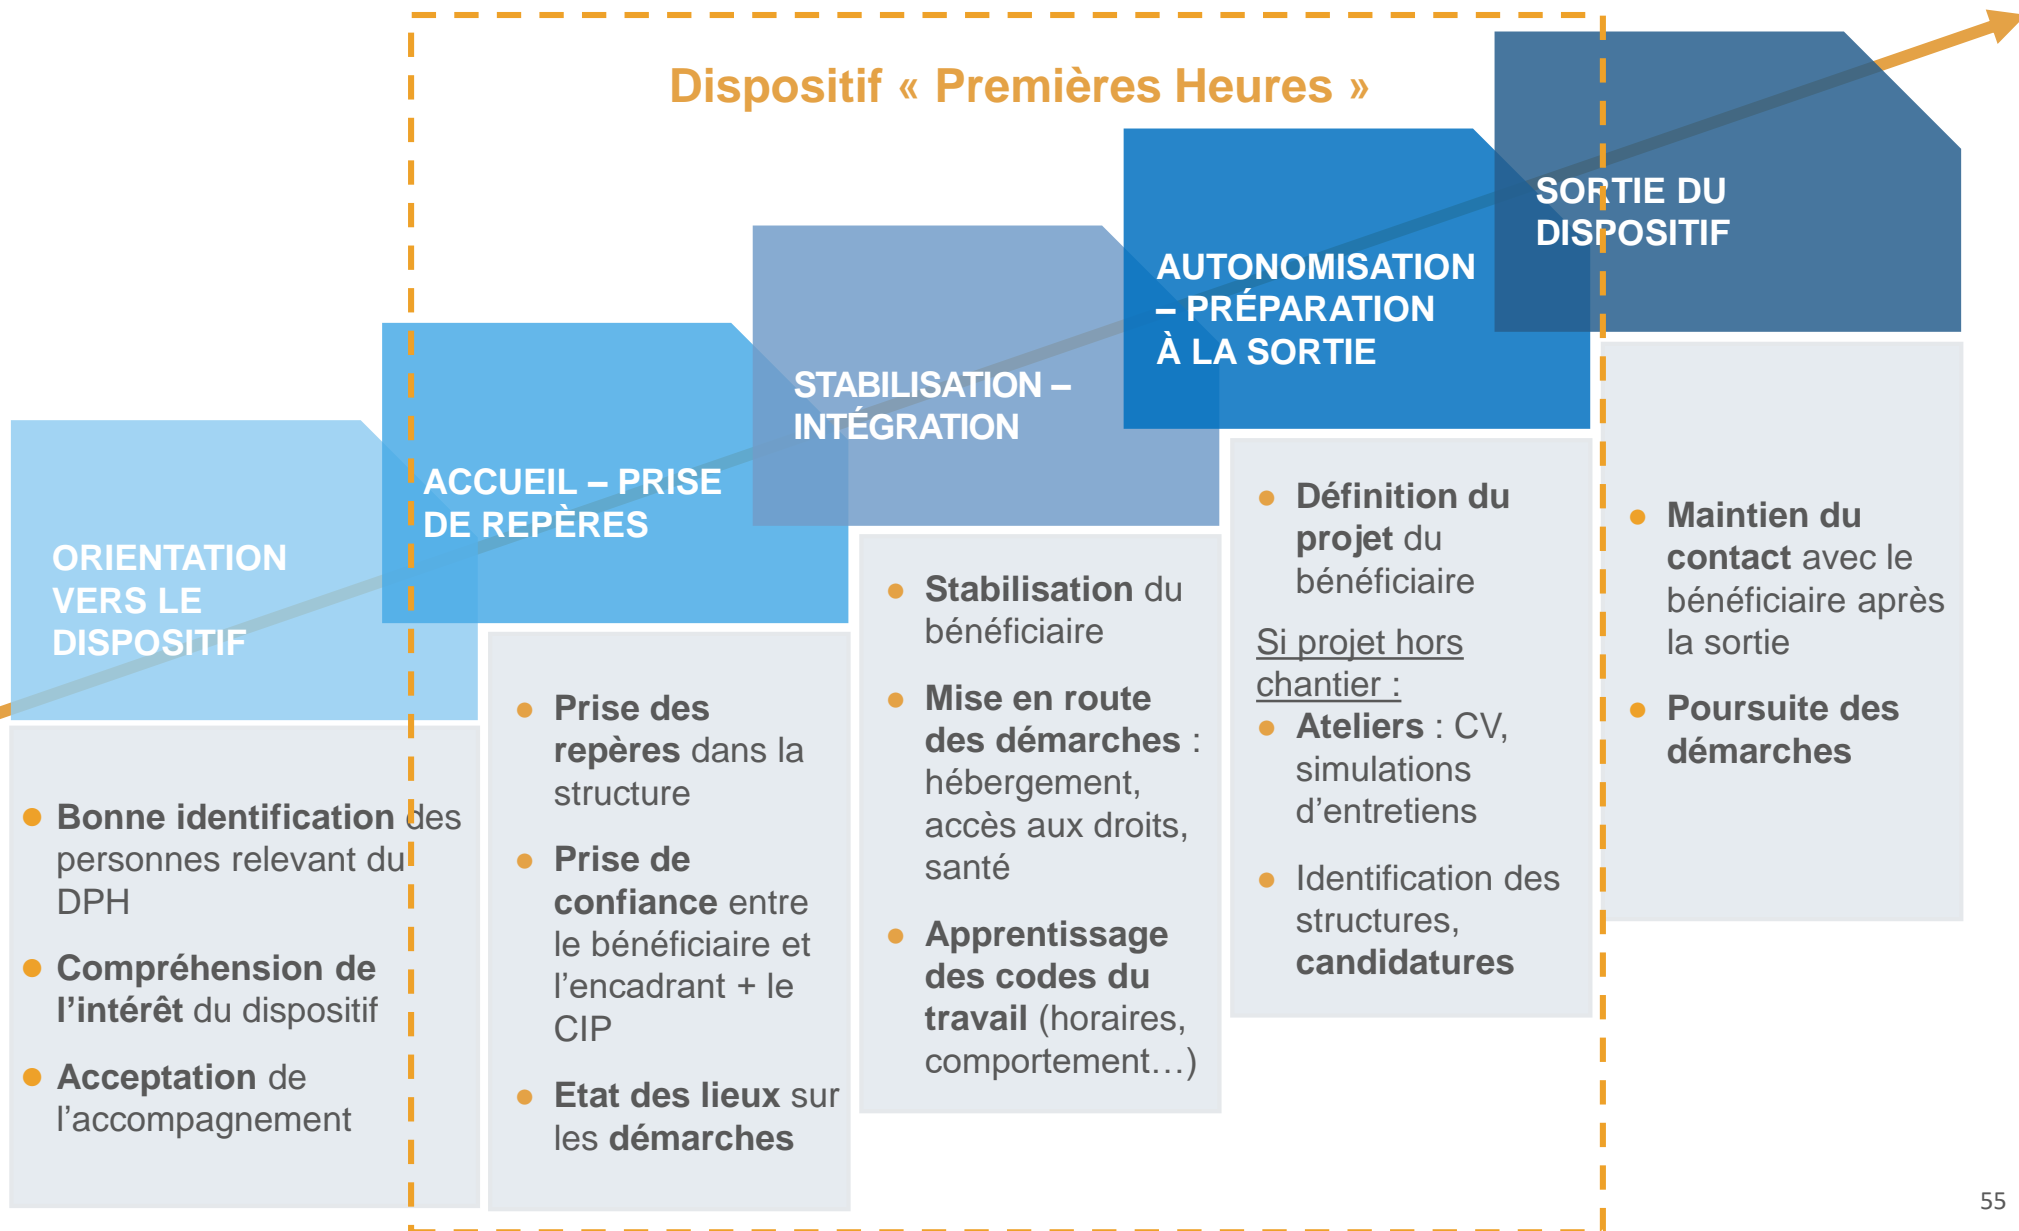 Dispositif « Premières Heures »
ORIENTATION
VERS LE
DISPOSITIF
● Bonne identification des
personnes relevant du
DPH
● Compréhension de
l’intérêt du dispositif
● Acceptation de
l’accompagnement
ACCUEIL – PRISE
DE REPÈRES
● Prise des
repères dans la
structure
● Prise de
confiance entre
le bénéficiaire et
l’encadrant + le
CIP
● Etat des lieux sur
les démarches
STABILISATION –
INTÉGRATION
● Stabilisation du
bénéficiaire
● Mise en route
des démarches :
hébergement,
accès aux droits,
santé
● Apprentissage
des codes du
travail (horaires,
comportement…)
AUTONOMISATION
– PRÉPARATION
À LA SORTIE
● Définition du
projet du
bénéficiaire
Si projet hors
chantier :
● Ateliers : CV,
simulations
d’entretiens
● Identification des
structures,
candidatures
SORTIE DU
DISPOSITIF
● Maintien du
contact avec le
bénéficiaire après
la sortie
● Poursuite des
démarches
55